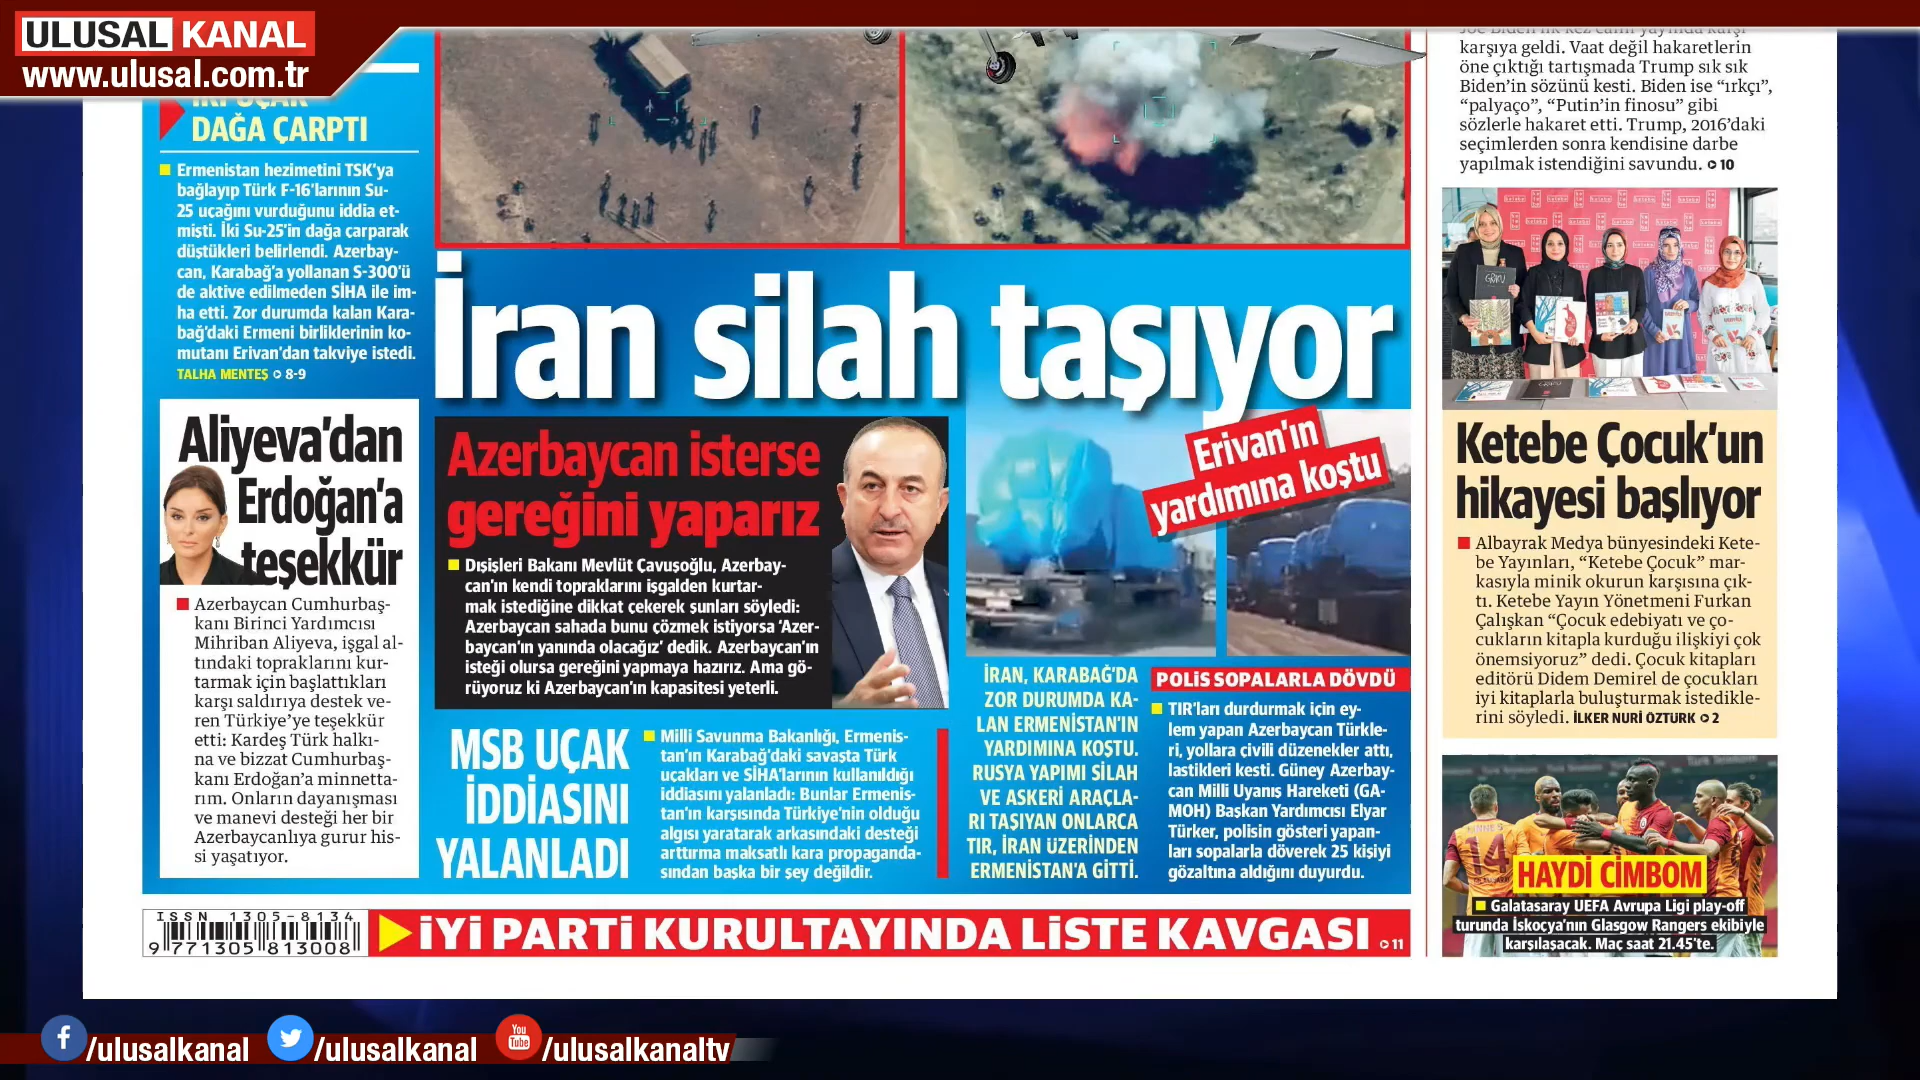 ULUSAL KANAL
www.ulusal.com.tr
İKİ UÇAK
DAĞA ÇARPTI
Ermenistan hezimetini TSK'ya
bağlayıp Türk F-16'larının Su-
25 uçağını vurduğunu iddia et-
mişti. İki Su-25'in dağa çarparak
düştükleri belirlendi. Azerbay-
can, Karabağ'a yollanan S-300'ü
de aktive edilmeden SİHA ile im-
ha etti. Zor durumda kalan Kara-
bağ'daki Ermeni birliklerinin ko-
mutanı Erivan'dan takviye istedi.
TALHA MENTEŞ 8-9
Aliyeva'dan
Erdoğan'a
teşekkür
Azerbaycan Cumhurbaş-
kanı Birinci Yardımcısı
Mihriban Aliyeva, işgal al-
tındaki topraklarını kur-
tarmak için başlattıkları
karşı saldırıya destek ve-
ren Türkiye'ye teşekkür
etti: Kardeş Türk halkı-
na ve bizzat Cumhurbaş-
kanı Erdoğan'a minnetta-
rım. Onların dayanışması
ve manevi desteği her bir
Azerbaycanlıya gurur his-
si yaşatıyor.
İran silah taşıyor
Azerbaycan isterse
gereğini yaparız
Dışişleri Bakanı Mevlüt Çavuşoğlu, Azerbay-
can'ın kendi topraklarını işgalden kurtar-
mak istediğine dikkat çekerek şunları söyledi:
Azerbaycan sahada bunu çözmek istiyorsa 'Azer-
baycan'ın yanında olacağız' dedik. Azerbaycan'ın
isteği olursa gereğini yapmaya hazırız. Ama gö-
rüyoruz ki Azerbaycan'ın kapasitesi yeterli.
MSB UÇAK
İDDİASINI
YALANLADI
Milli Savunma Bakanlığı, Ermenis-
tan'ın Karabağ'daki savaşta Türk
uçakları ve SİHA'larının kullanıldığı
iddiasını yalanladı: Bunlar Ermenis-
tan'ın karşısında Türkiye'nin olduğu
algısı yaratarak arkasındaki desteği
arttırma maksatlı kara propaganda-
sından başka bir şey değildir.
Erivan'ın
yardımına koştu
İRAN, KARABAĞ'DA
ZOR DURUMDA KA-
LAN ERMENİSTAN'IN
YARDIMINA KOŞTU.
RUSYA YAPIMI SİLAH
VE ASKERİ ARAÇLA-
RI TAŞIYAN ONLARCA
TIR, İRAN ÜZERİNDEN
ERMENİSTAN'A GİTTİ.
POLİS SOPALARLA DÖVDÜ
TIR'ları durdurmak için ey-
lem yapan Azerbaycan Türkle-
ri, yollara çivili düzenekler attı,
lastikleri kesti. Güney Azerbay-
can Milli Uyanış Hareketi (GA-
MOH) Başkan Yardımcısı Elyar
Türker, polisin gösteri yapan-
ları sopalarla döverek 25 kişiyi
gözaltına aldığını duyurdu.
ISSN 1305-8134
9 771305 813008
İYİ PARTİ KURULTAYINDA LİSTE KAVGASI 11
Joe Biden ilk kez canlı yayında karşı
karşıya geldi. Vaat değil hakaretlerin
öne çıktığı tartışmada Trump sık sık
Biden'in sözünü kesti. Biden ise "ırkçı",
"palyaço", "Putin'in finosu" gibi
sözlerle hakaret etti. Trump, 2016'daki
seçimlerden sonra kendisine darbe
yapılmak istendiğini savundu. 10
Ketebe Çocuk'un
hikayesi başlıyor
Albayrak Medya bünyesindeki Kete-
be Yayınları, "Ketebe Çocuk" mar-
kasıyla minik okurun karşısına çık-
tı. Ketebe Yayın Yönetmeni Furkan
Çalışkan "Çocuk edebiyatı ve ço-
cukların kitapla kurduğu ilişkiyi çok
önemsiyoruz" dedi. Çocuk kitapları
editörü Didem Demirel de çocukları
iyi kitaplarla buluşturmak istedikle-
rini söyledi. İLKER NURİ ÖZTÜRK 2
14
HAYDİ CİMBOM
Galatasaray UEFA Avrupa Ligi play-off
turunda İskoçya'nın Glasgow Rangers ekibiyle
karşılaşacak. Maç saat 21.45'te.
/ulusalkanal
/ulusalkanal
You Tube
/ulusalkanaltv